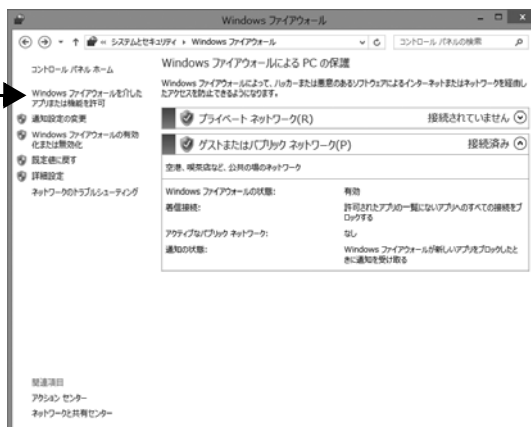 Windows ファイアウォール
« システムとセキュリティ ▸ Windows ファイアウォール
コントロール パネルの検索
コントロール パネル ホーム
Windows ファイアウォールを介した
アプリまたは機能を許可
通知設定の変更
Windows ファイアウォールの有効
化または無効化
既定値に戻す
詳細設定
ネットワークのトラブルシューティング
関連項目
アクション センター
ネットワークと共有センター
Windows ファイアウォールによる PC の保護
Windows ファイアウォールによって、ハッカーまたは悪意のあるソフトウェアによるインターネットまたはネットワークを経由し
たアクセスを防止できるようになります。
プライベート ネットワーク(R) 接続されていません
ゲストまたはパブリック ネットワーク(P) 接続済み
空港、喫茶店など、公共の場のネットワーク
Windows ファイアウォールの状態: 有効
着信接続: 許可されたアプリの一覧にないアプリへのすべての接続をブ
ロックする
アクティブなパブリック ネットワーク: なし
通知の状態: Windows ファイアウォールが新しいアプリをブロックしたと
きに通知を受け取る